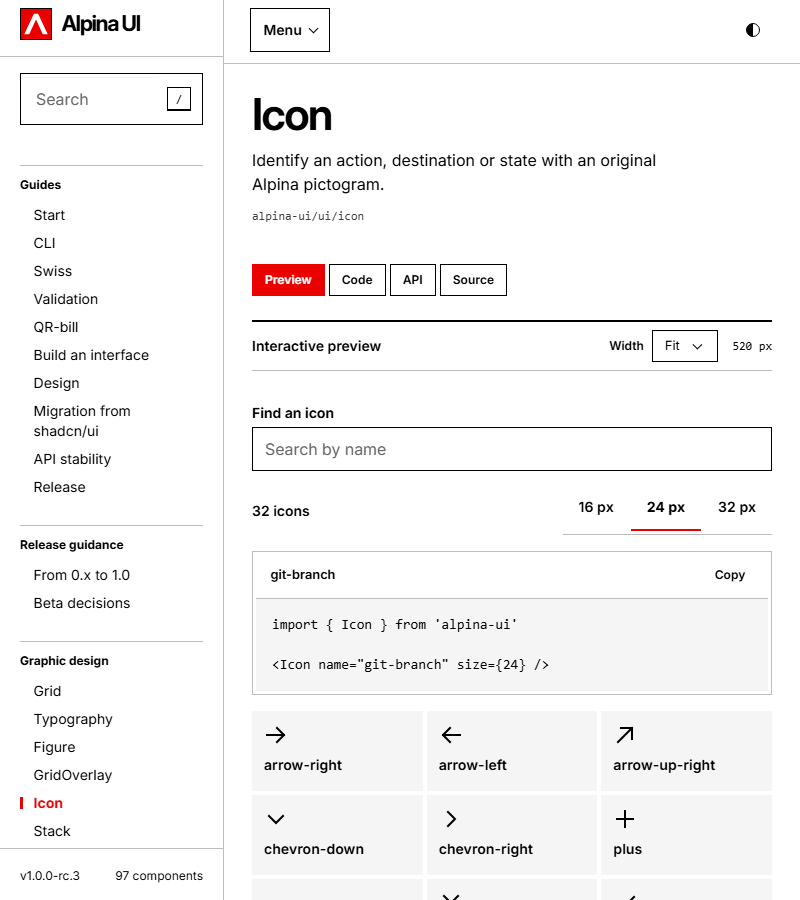 Alpina UI
Search
/
Guides
Start
CLI
Swiss
Validation
QR-bill
Build an interface
Design
Migration from
shadcn/ui
API stability
Release
Release guidance
From 0.x to 1.0
Beta decisions
Graphic design
Grid
Typography
Figure
GridOverlay
Icon
Stack
v1.0.0-rc.3 97 components
Menu
Icon
Identify an action, destination or state with an original
Alpina pictogram.
alpina-ui/ui/icon
Preview Code API Source
Interactive preview Width Fit 520 px
Find an icon
Search by name
32 icons 16 px 24 px 32 px
git-branch Copy
import { Icon } from 'alpina-ui'
<Icon name="git-branch" size={24} />
arrow-right arrow-left arrow-up-right
chevron-down chevron-right plus